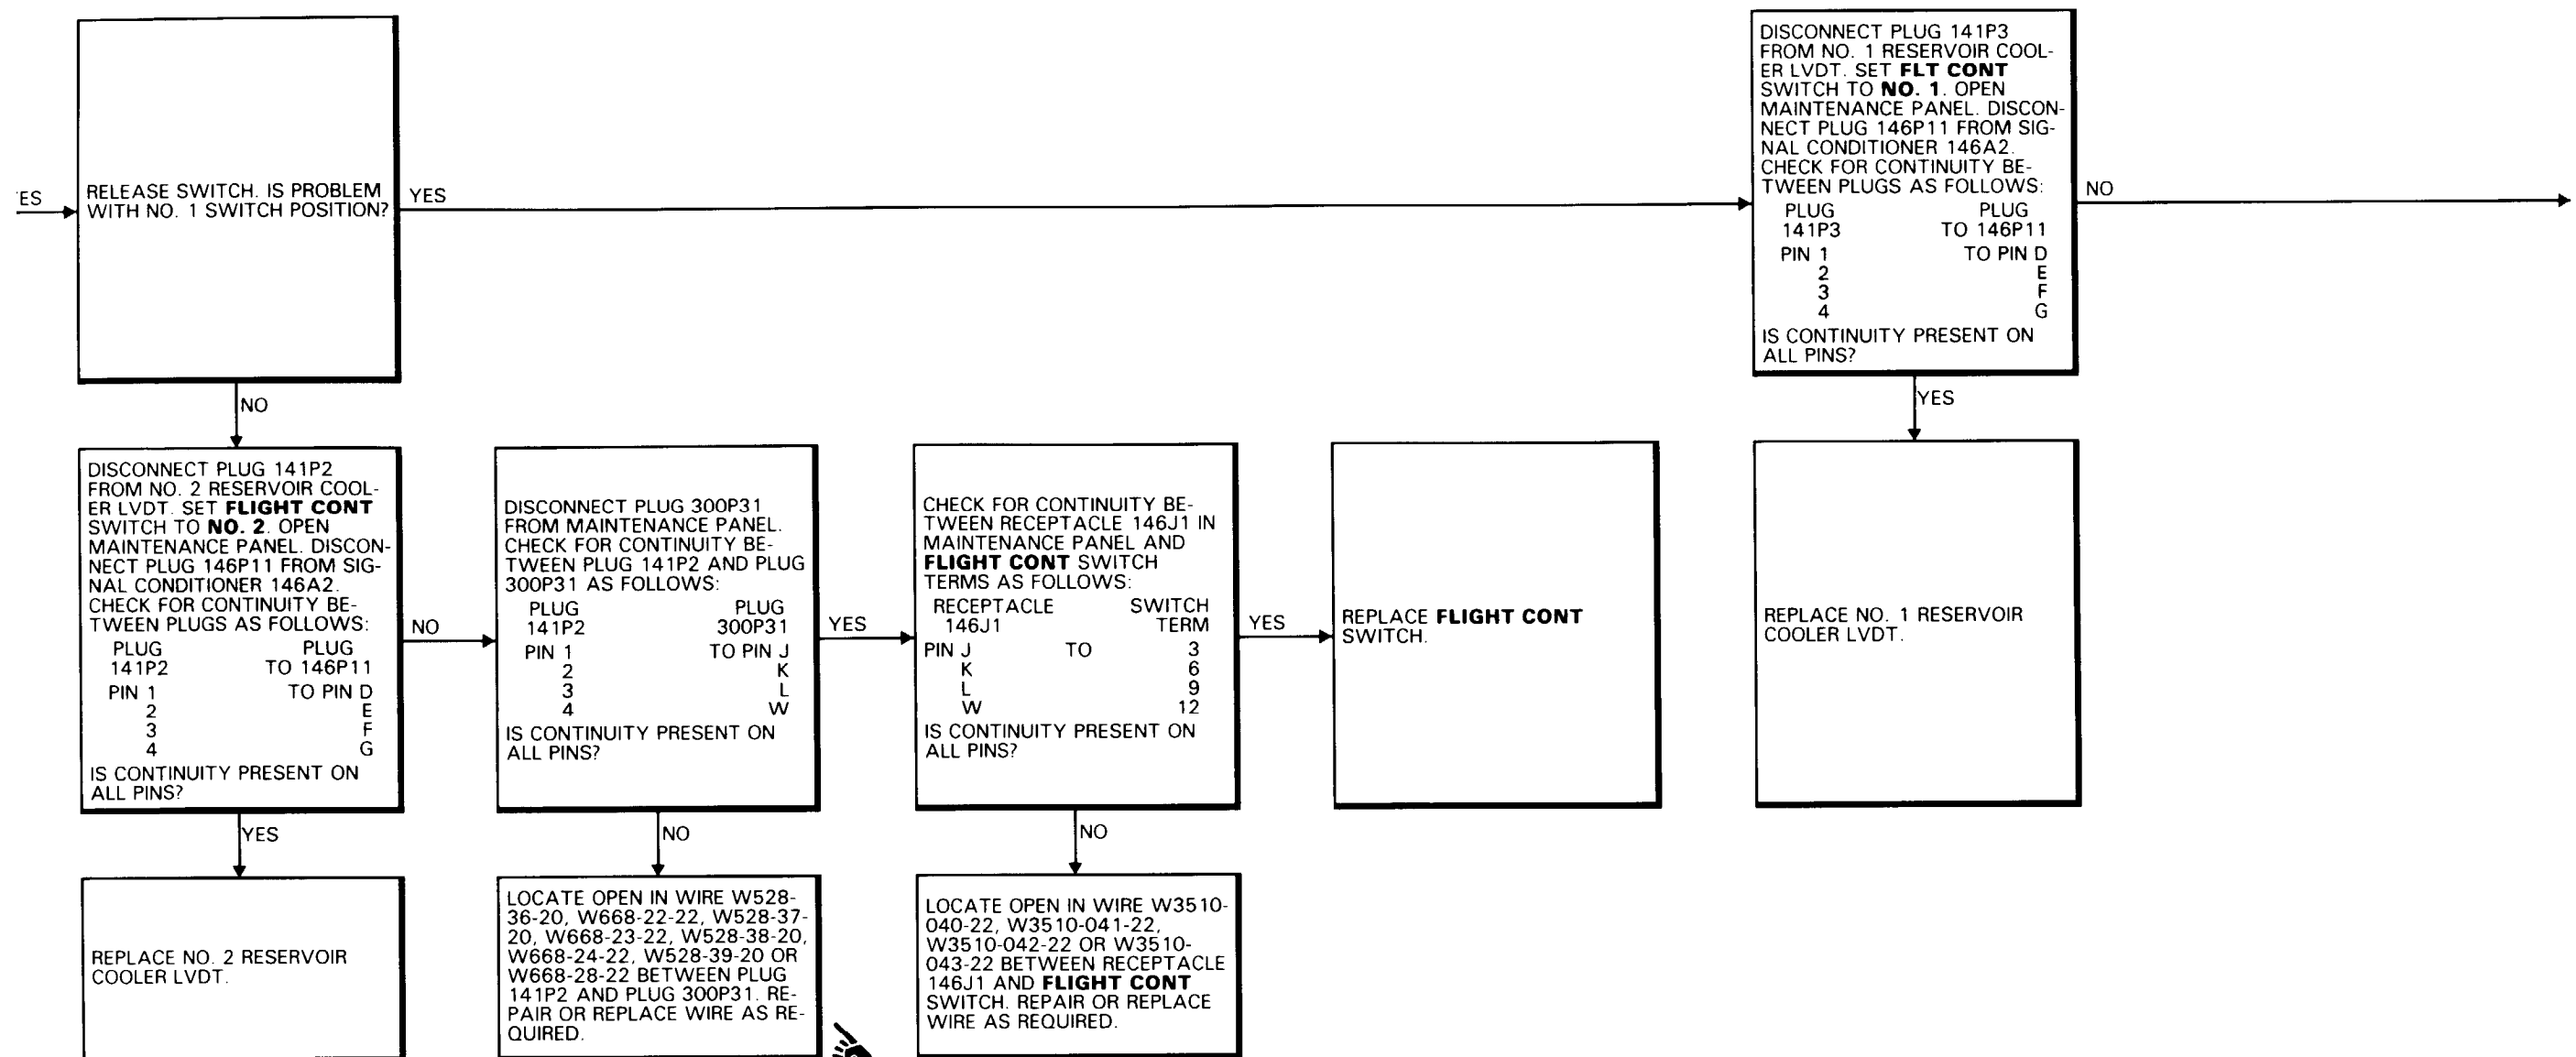 ES
RELEASE SWITCH. IS PROBLEM
WITH NO. 1 SWITCH POSITION?
YES
NO
DISCONNECT PLUG 141P3
FROM NO. 1 RESERVOIR COOL-
ER LVDT. SET FLT CONT
SWITCH TO NO. 1. OPEN
MAINTENANCE PANEL. DISCON-
NECT PLUG 146P11 FROM SIG-
NAL CONDITIONER 146A2.
CHECK FOR CONTINUITY BE-
TWEEN PLUGS AS FOLLOWS:
PLUG PLUG
141P3 TO 146P11
PIN 1 TO PIN D
2 E
3 F
4 G
IS CONTINUITY PRESENT ON
ALL PINS?
NO
YES
DISCONNECT PLUG 141P2
FROM NO. 2 RESERVOIR COOL-
ER LVDT. SET FLIGHT CONT
SWITCH TO NO. 2. OPEN
MAINTENANCE PANEL. DISCON-
NECT PLUG 146P11 FROM SIG-
NAL CONDITIONER 146A2.
CHECK FOR CONTINUITY BE-
TWEEN PLUGS AS FOLLOWS:
PLUG PLUG
141P2 TO 146P11
PIN 1 TO PIN D
2 E
3 F
4 G
IS CONTINUITY PRESENT ON
ALL PINS?
NO
YES
DISCONNECT PLUG 300P31
FROM MAINTENANCE PANEL.
CHECK FOR CONTINUITY BE-
TWEEN PLUG 141P2 AND PLUG
300P31 AS FOLLOWS:
PLUG PLUG
141P2 300P31
PIN 1 TO PIN J
2 K
3 L
4 W
IS CONTINUITY PRESENT ON
ALL PINS?
YES
NO
CHECK FOR CONTINUITY BE-
TWEEN RECEPTACLE 146J1 IN
MAINTENANCE PANEL AND
FLIGHT CONT SWITCH
TERMS AS FOLLOWS:
RECEPTACLE SWITCH
146J1 TERM
PIN J TO 3
K 6
L 9
W 12
IS CONTINUITY PRESENT ON
ALL PINS?
YES
NO
REPLACE FLIGHT CONT
SWITCH.
REPLACE NO. 1 RESERVOIR
COOLER LVDT.
REPLACE NO. 2 RESERVOIR
COOLER LVDT.
LOCATE OPEN IN WIRE W528-
36-20, W668-22-22, W528-37-
20, W668-23-22, W528-38-20,
W668-24-22, W528-39-20 OR
W668-28-22 BETWEEN PLUG
141P2 AND PLUG 300P31. RE-
PAIR OR REPLACE WIRE AS RE-
QUIRED.
LOCATE OPEN IN WIRE W3510-
040-22, W3510-041-22,
W3510-042-22 OR W3510-
043-22 BETWEEN RECEPTACLE
146J1 AND FLIGHT CONT
SWITCH. REPAIR OR REPLACE
WIRE AS REQUIRED.